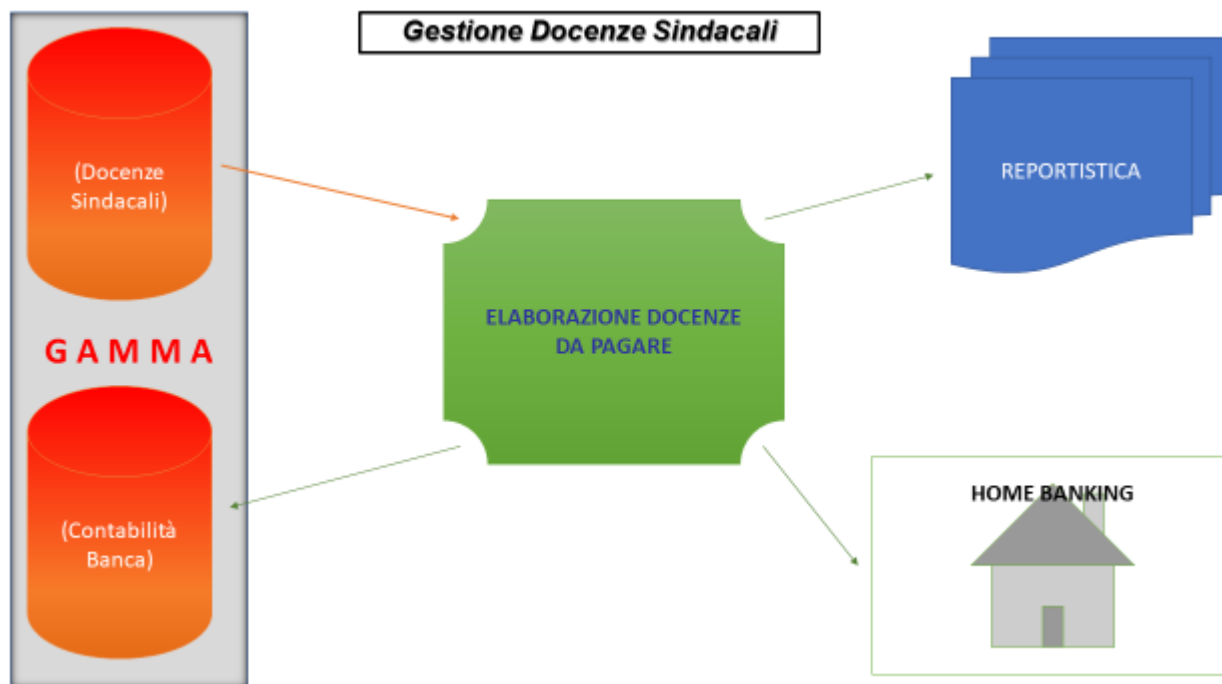 Gestione Docenze Sindacali
(Docenze
Sindacali)
G A M M A
(Contabilità
Banca)
ELABORAZIONE DOCENZE
DA PAGARE
REPORTISTICA
HOME BANKING